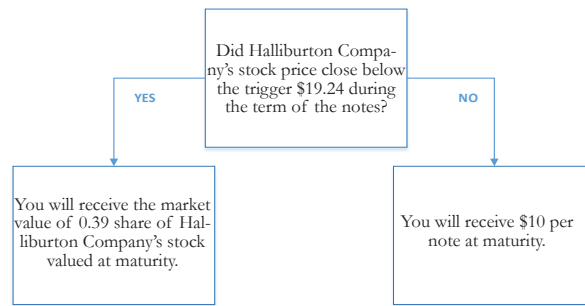 Did Halliburton Compa-
ny's stock price close below
the trigger $19.24 during
the term of the notes?
YES
NO
You will receive the market
value of 0.39 share of Hal-
liburton Company's stock
valued at maturity.
You will receive $10 per
note at maturity.